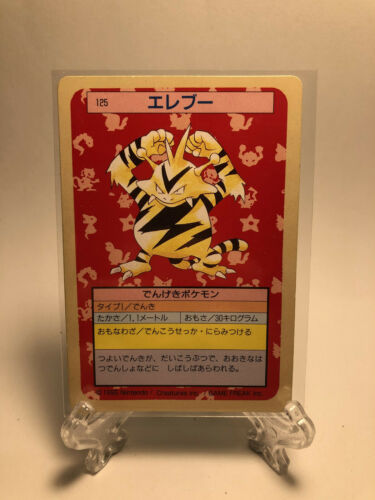 125 エレブー
でんげきポケモン
タイプ1/でんき
たかさ/1.1メートル おもさ/30キログラム
おもなわざ/でんこうせっか・にらみつける
つよいでんきが、だいこうぶつで、おおきなは
つでんしょなどに しばしばあらわれる。
©1995 Nintendo / Creatures inc. / GAME FREAK inc.